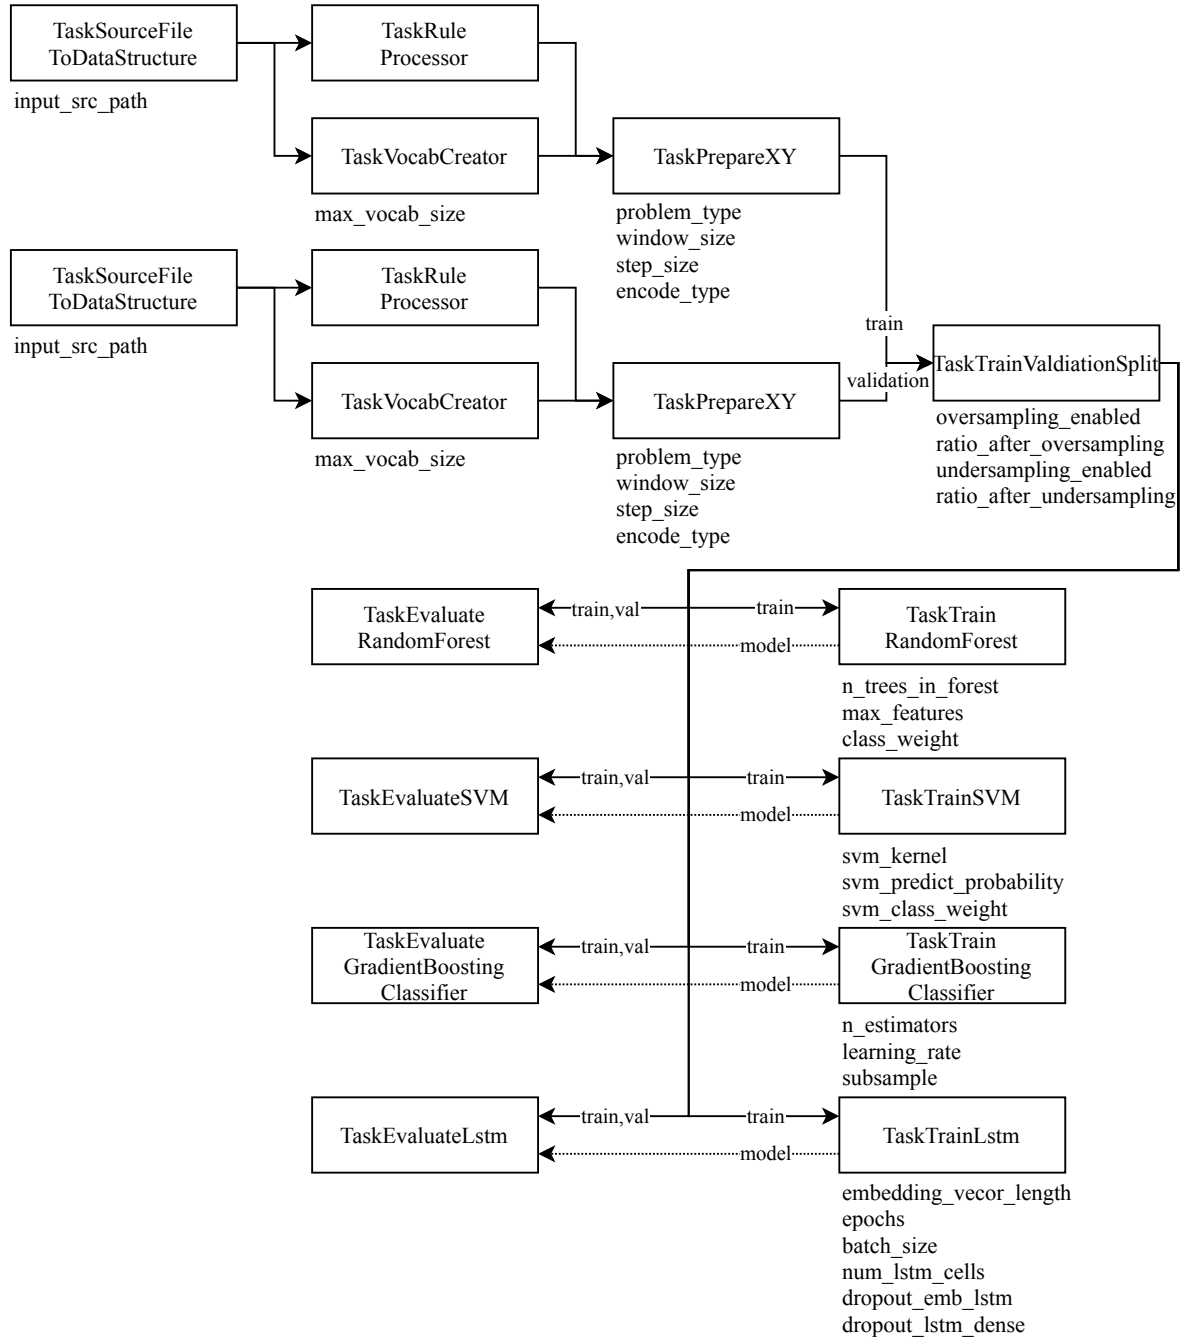 TaskSourceFile
ToDataStructure
input_src_path
TaskRule
Processor
TaskVocabCreator
max_vocab_size
TaskPrepareXY
problem_type
window_size
step_size
encode_type
TaskSourceFile
ToDataStructure
input_src_path
TaskRule
Processor
TaskVocabCreator
max_vocab_size
TaskPrepareXY
problem_type
window_size
step_size
encode_type
train
validation
TaskTrainValdiationSplit
oversampling_enabled
ratio_after_oversampling
undersampling_enabled
ratio_after_undersampling
TaskEvaluate
RandomForest
train,val
train
model
TaskTrain
RandomForest
n_trees_in_forest
max_features
class_weight
TaskEvaluateSVM
train,val
train
model
TaskTrainSVM
svm_kernel
svm_predict_probability
svm_class_weight
TaskEvaluate
GradientBoosting
Classifier
train,val
train
model
TaskTrain
GradientBoosting
Classifier
n_estimators
learning_rate
subsample
TaskEvaluateLstm
train,val
train
model
TaskTrainLstm
embedding_vecor_length
epochs
batch_size
num_lstm_cells
dropout_emb_lstm
dropout_lstm_dense